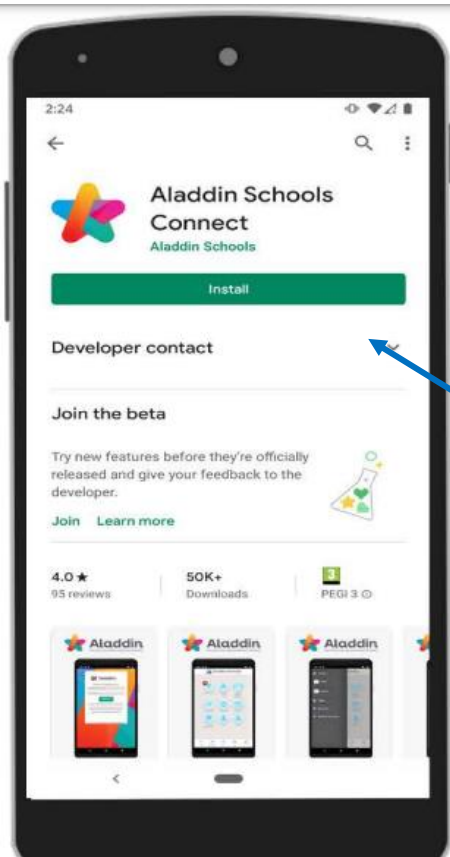 2:24
Aladdin Schools
Connect
Aladdin Schools
Install
Developer contact
Join the beta
Try new features before they're officially
released and give your feedback to the
developer.
Join Learn more
4.0 ★ 50K+ 3
95 reviews Downloads PEGI 3
Aladdin Aladdin Aladdin